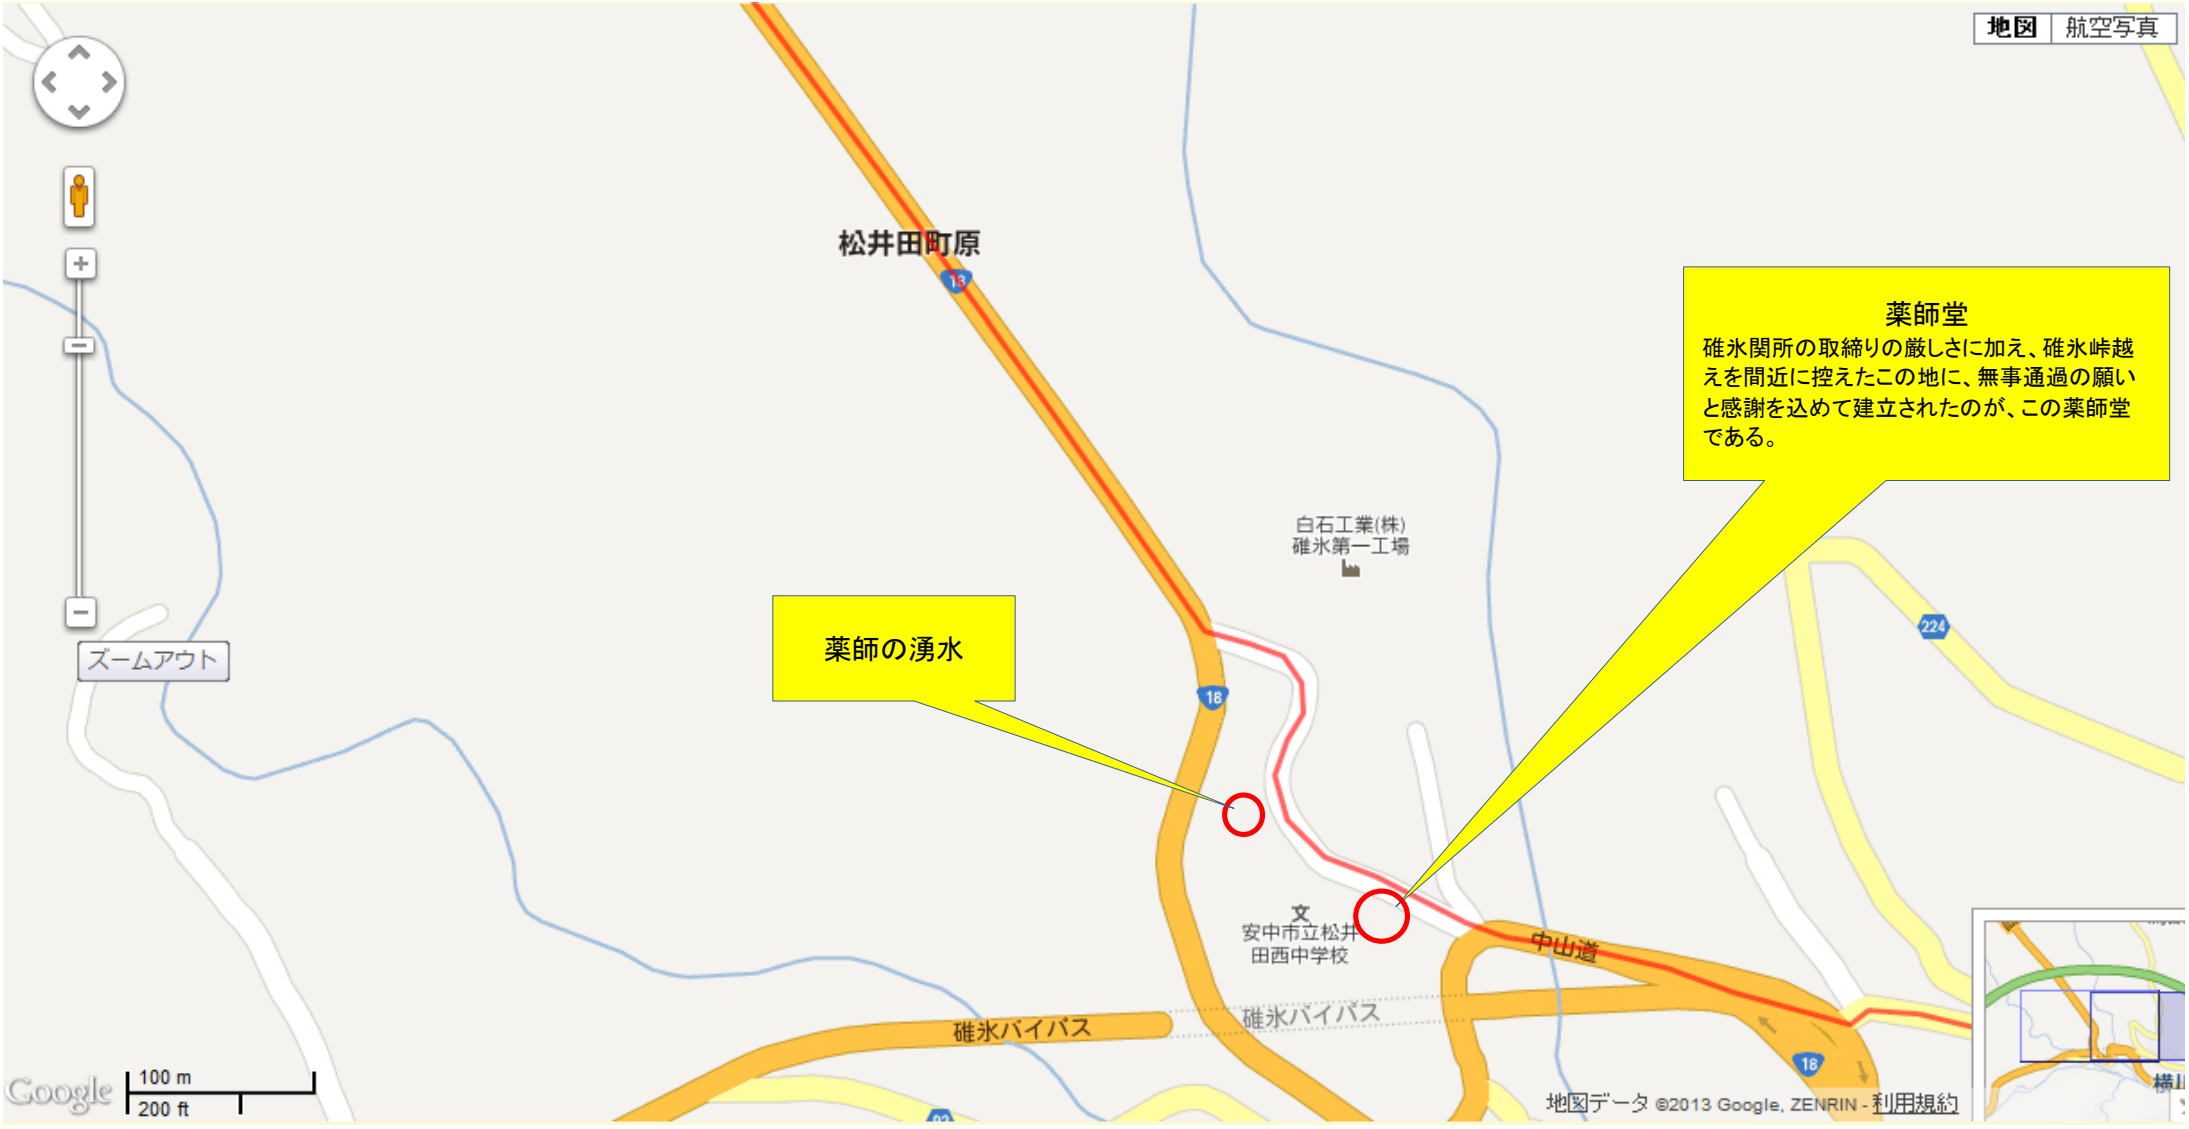 地図
航空写真
松井田町原
18
薬師堂
碓氷関所の取締りの厳しさに加え、碓氷峠越
えを間近に控えたこの地に、無事通過の願い
と感謝を込めて建立されたのが、この薬師堂
である。
白石工業(株)
碓氷第一工場
224
薬師の湧水
ズームアウト
18
文
安中市立松井
田西中学校
中山道
碓氷バイパス
碓氷バイパス
18
Google
100 m
200 ft
地図データ ©2013 Google, ZENRIN - 利用規約